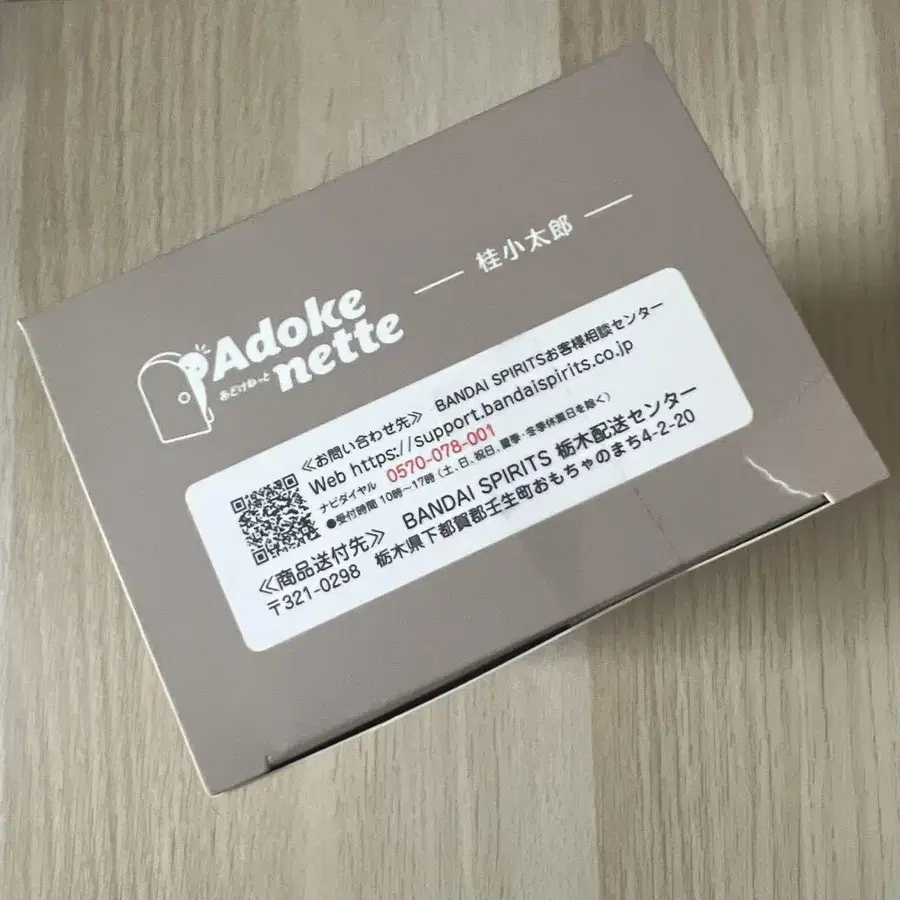 Adoke
nette
あどけねっと
桂小太郎
≪お問い合わせ先≫ BANDAI SPIRITSお客様相談センター
Web https://support.bandaispirits.co.jp
ナビダイヤル 0570-078-001
●受付時間 10時～17時(土、日、祝日、夏季・冬季休業日を除く)
≪商品送付先≫ BANDAI SPIRITS 栃木配送センター
〒321-0298 栃木県下都賀郡壬生町おもちゃのまち4-2-20